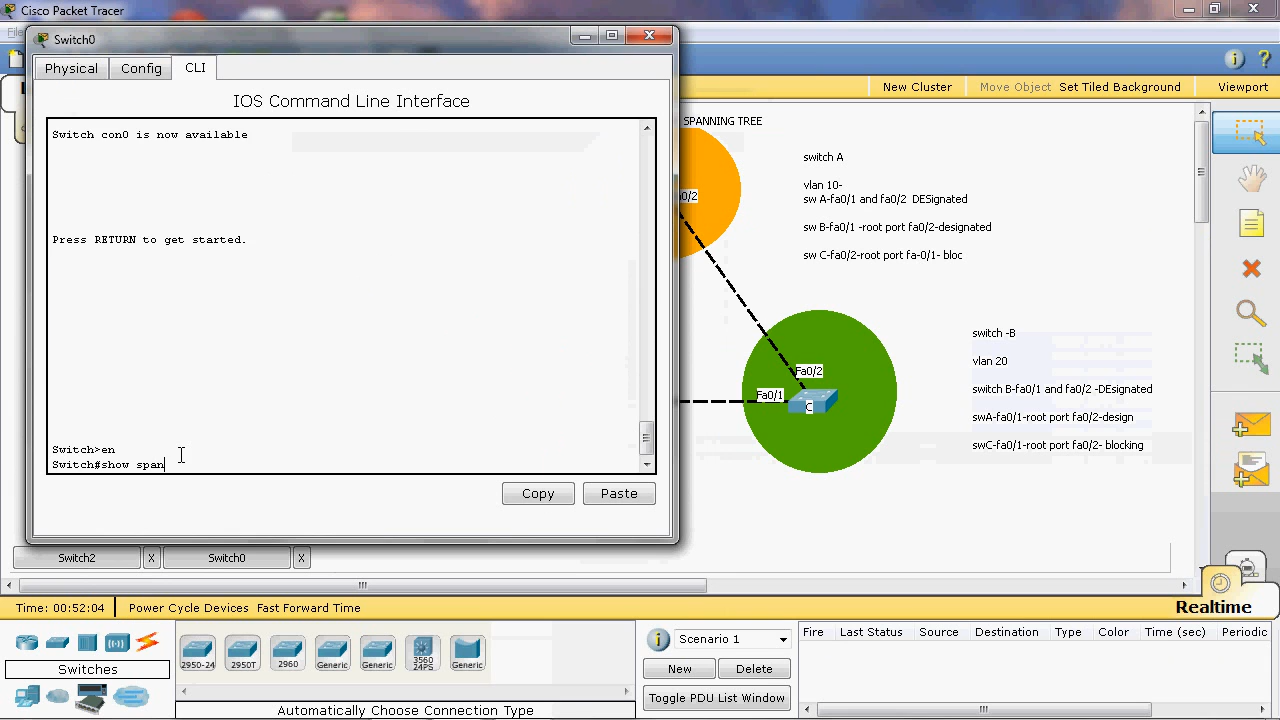 Cisco Packet Tracer
Switch0
Physical
Config
CLI
IOS Command Line Interface
Switch con0 is now available
Press RETURN to get started.
Switch>en
Switch#show span
Copy
Paste
Switch2
X
Switch0
X
New Cluster
Move Object
Set Tiled Background
Viewport
SPANNING TREE
switch A
vlan 10-
sw A-fa0/1 and fa0/2 DESignated
sw B-fa0/1 -root port fa0/2-designated
sw C-fa0/2-root port fa-0/1- bloc
Fa0/2
Fa0/1
C
switch -B
vlan 20
switch B-fa0/1 and fa0/2 -DEsignated
swA-fa0/1-root port fa0/2-design
swC-fa0/1-root port fa0/2- blocking
Time: 00:52:04
Power Cycle Devices Fast Forward Time
Realtime
Switches
2950-24
2950T
2960
Generic
Generic
3560
24PS
Generic
Automatically Choose Connection Type
Scenario 1
New
Delete
Toggle PDU List Window
Fire
Last Status
Source
Destination
Type
Color
Time (sec)
Periodic